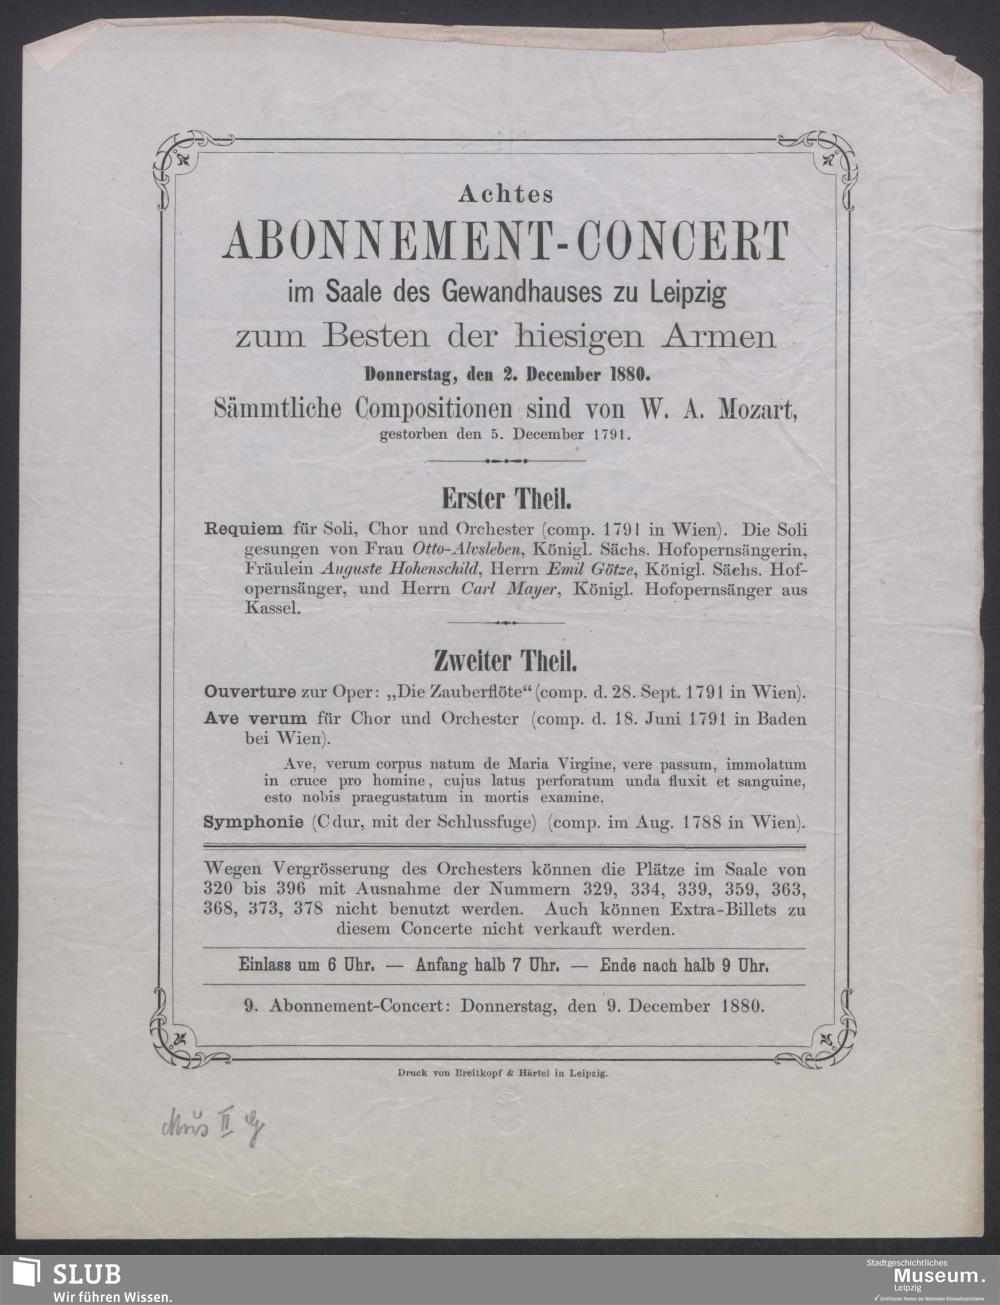 Achtes
ABONNEMENT-CONCERT
im Saale des Gewandhauses zu Leipzig
zum Besten der hiesigen Armen
Donnerstag, den 2. December 1880.
Sämmtliche Compositionen sind von W. A. Mozart,
gestorben den 5. December 1791.
Erster Theil.
Requiem für Soli, Chor und Orchester (comp. 1791 in Wien). Die Soli
gesungen von Frau Otto-Alvsleben, Königl. Sächs. Hofopernsängerin,
Fräulein Auguste Hohenschild, Herrn Emil Götze, Königl. Sächs. Hof-
opernsänger, und Herrn Carl Mayer, Königl. Hofopernsänger aus
Kassel.
Zweiter Theil.
Ouverture zur Oper: „Die Zauberflöte“ (comp. d. 28. Sept. 1791 in Wien).
Ave verum für Chor und Orchester (comp. d. 18. Juni 1791 in Baden
bei Wien).
Ave, verum corpus natum de Maria Virgine, vere passum, immolatum
in cruce pro homine, cujus latus perforatum unda fluxit et sanguine,
esto nobis praegustatum in mortis examine.
Symphonie (Cdur, mit der Schlussfuge) (comp. im Aug. 1788 in Wien).
Wegen Vergrösserung des Orchesters können die Plätze im Saale von
320 bis 396 mit Ausnahme der Nummern 329, 334, 339, 359, 363,
368, 373, 378 nicht benutzt werden. Auch können Extra-Billets zu
diesem Concerte nicht verkauft werden.
Einlass um 6 Uhr. — Anfang halb 7 Uhr. — Ende nach halb 9 Uhr.
9. Abonnement-Concert: Donnerstag, den 9. December 1880.
Druck von Breitkopf & Härtel in Leipzig.
II
SLUB
Wir führen Wissen.
Stadtgeschichtliches
Museum.
Leipzig
Zertifizierter Partner der Nationalen Klimaschutzinitiative